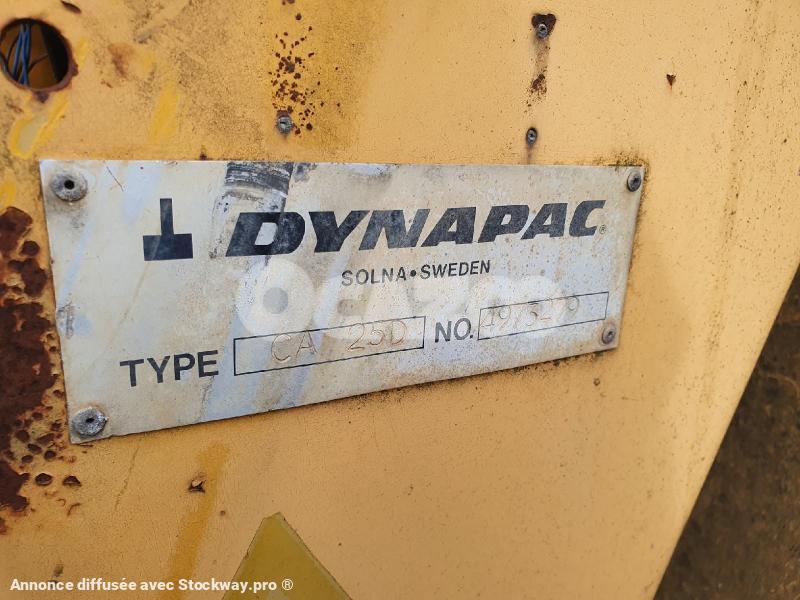 DYNAPAC®
SOLNA•SWEDEN
TYPE CA 25D NO.
Annonce diffusée avec Stockway.pro ®